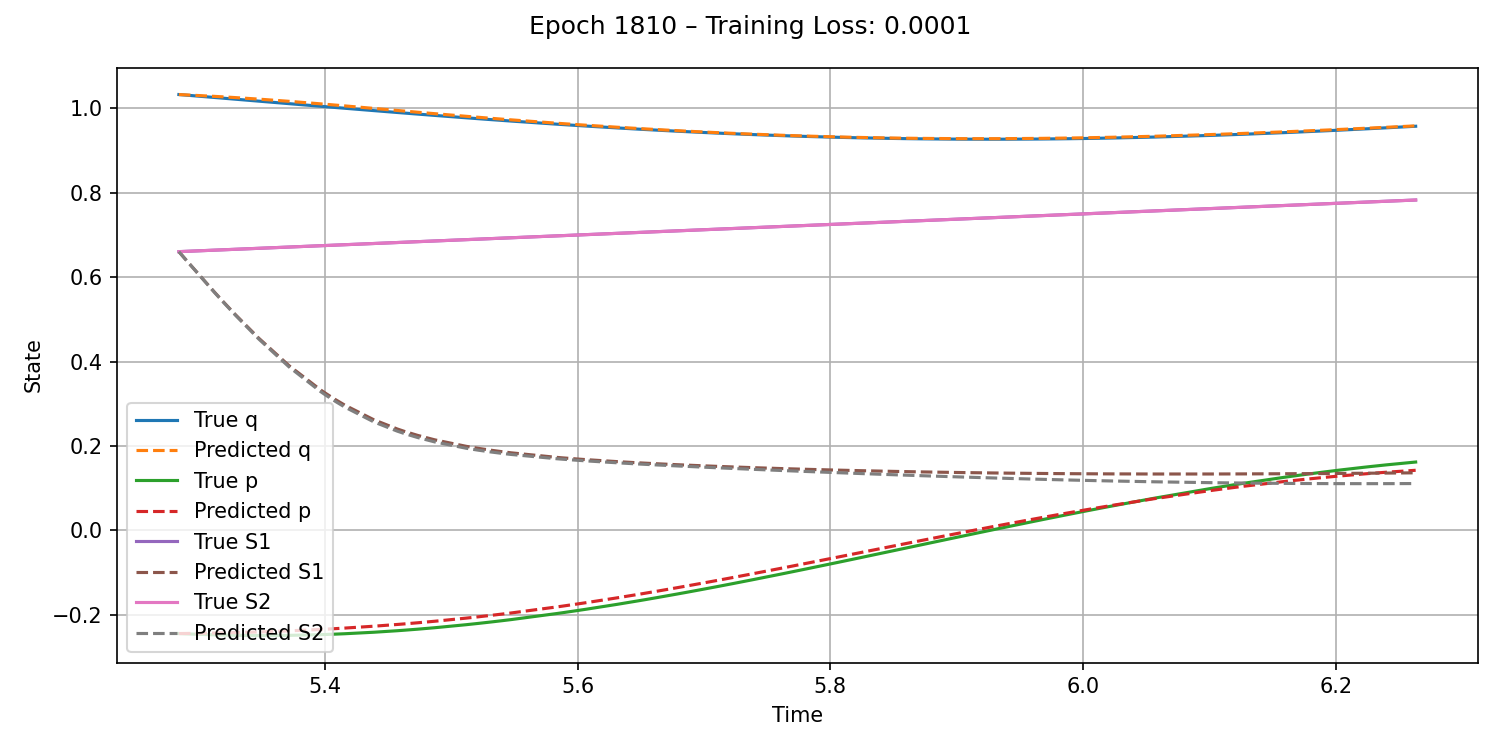 Epoch 1810 – Training Loss: 0.0001
1.0
0.8
0.6
0.4
0.2
0.0
−0.2
State
True q
Predicted q
True p
Predicted p
True S1
Predicted S1
True S2
Predicted S2
5.4 5.6 5.8 6.0 6.2
Time